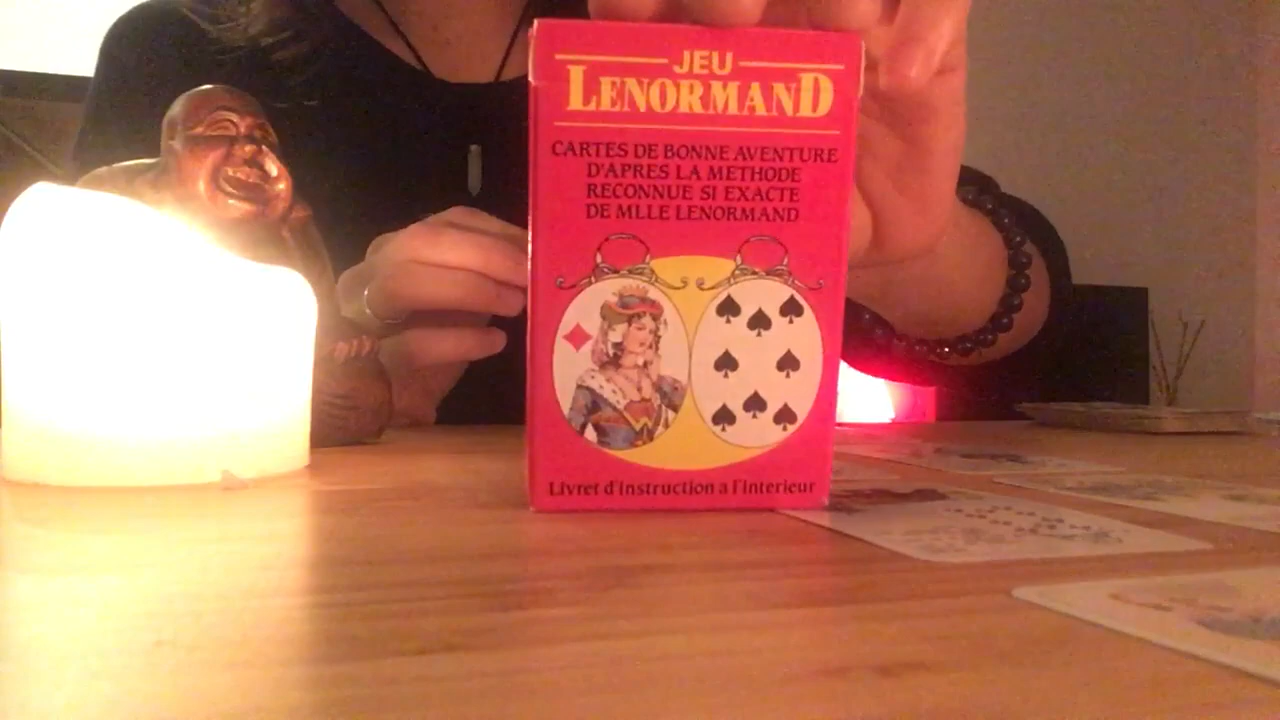 JEU
LENORMAND
CARTES DE BONNE AVENTURE
D'APRES LA METHODE
RECONNUE SI EXACTE
DE MLLE LENORMAND
Livret d'instruction a l'interieur